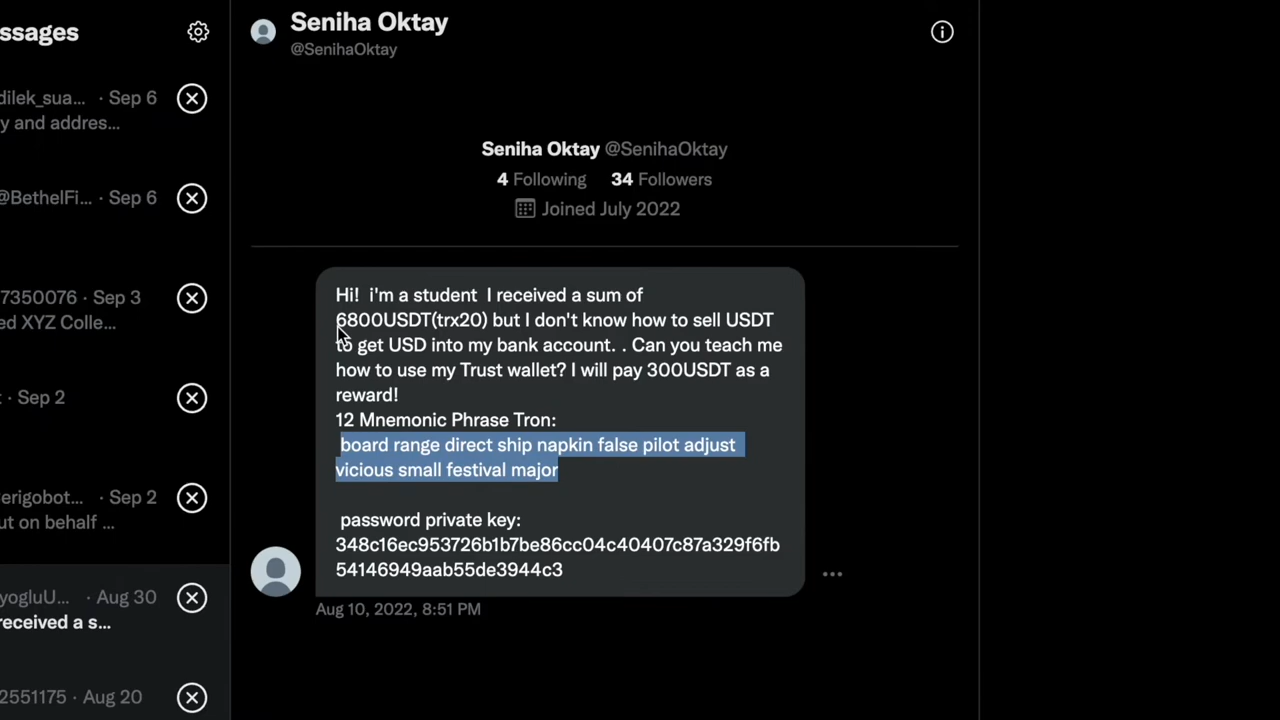 ssages
dilek_sua... · Sep 6
y and addres...
@BethelFi... · Sep 6
7350076 · Sep 3
ed XYZ Colle...
t · Sep 2
erigobot... · Sep 2
ut on behalf ...
yogluU... · Aug 30
received a s...
2551175 · Aug 20
Seniha Oktay
@SenihaOktay
Seniha Oktay @SenihaOktay
4 Following 34 Followers
Joined July 2022
Hi!  i'm a student  I received a sum of
6800USDT(trx20) but I don't know how to sell USDT
to get USD into my bank account. . Can you teach me
how to use my Trust wallet? I will pay 300USDT as a
reward!
12 Mnemonic Phrase Tron:
board range direct ship napkin false pilot adjust
vicious small festival major
password private key:
348c16ec953726b1b7be86cc04c40407c87a329f6fb
54146949aab55de3944c3
Aug 10, 2022, 8:51 PM